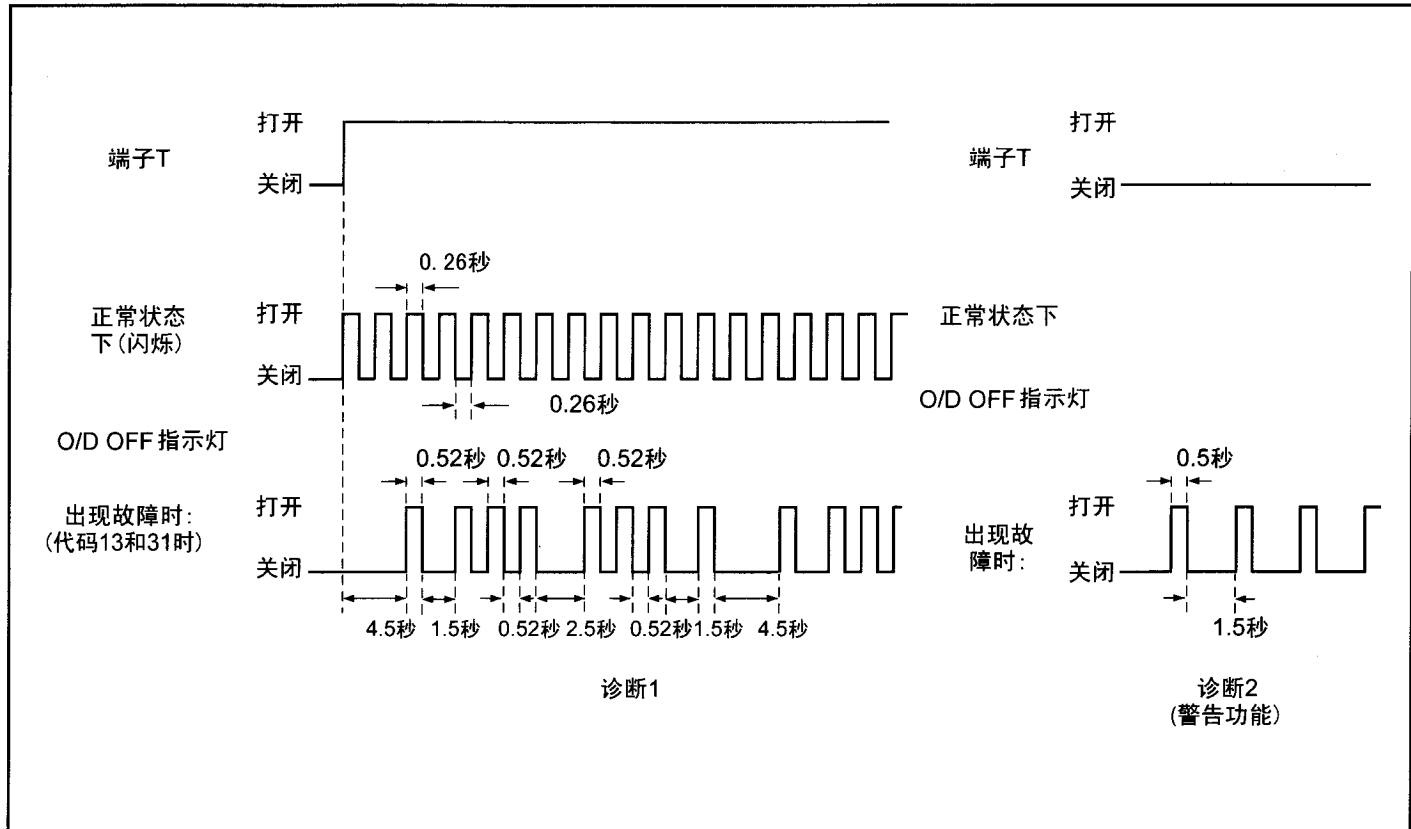 打开
端子T
关闭
打开
端子T
关闭
0. 26秒
正常状态
下(闪烁)
打开
关闭
正常状态下
0.26秒
O/D OFF指示灯
O/D OFF指示灯
0.52秒 0.52秒 0.52秒
0.5秒
出现故障时:
(代码13和31时)
打开
关闭
出现故
障时:
打开
关闭
4.5秒 1.5秒 0.52秒 2.5秒 0.52秒 1.5秒 4.5秒
1.5秒
诊断1
诊断2
(警告功能)